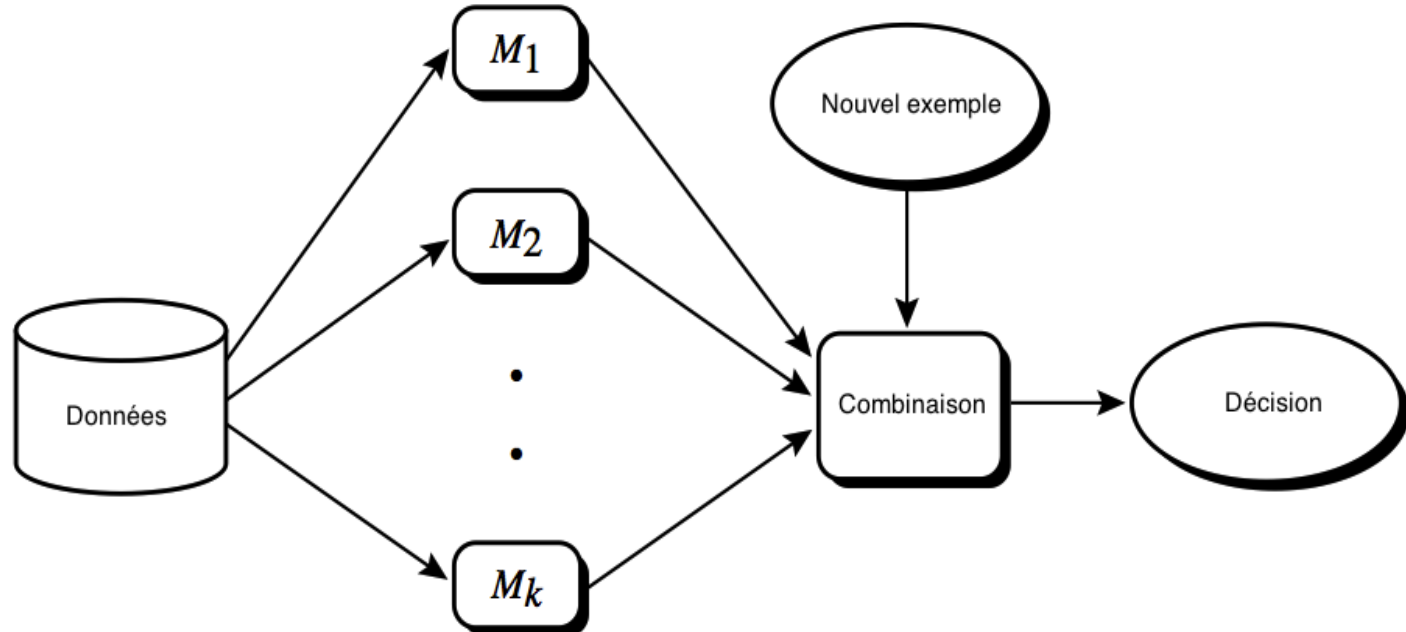 M1
Nouvel exemple
M2
Données
Combinaison
Décision
Mk